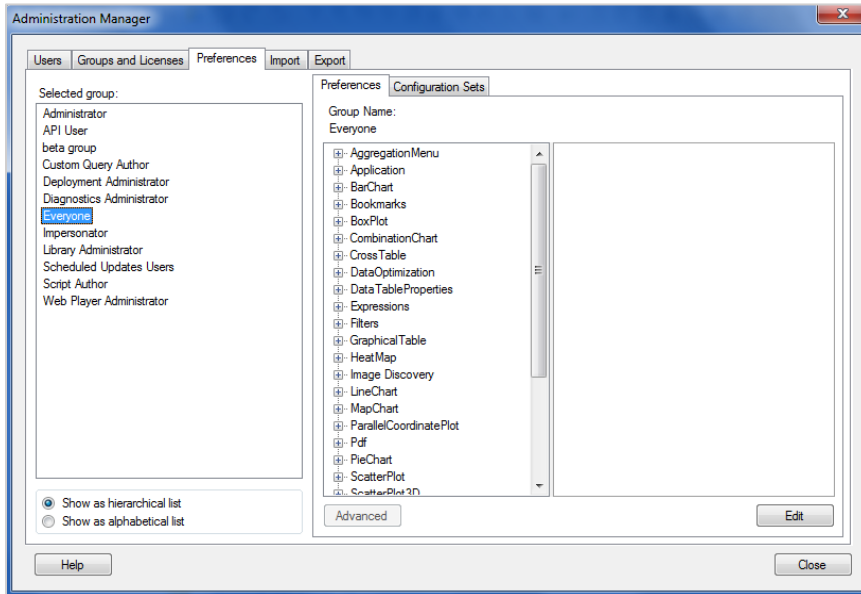 Administration Manager
Users Groups and Licenses Preferences Import Export
Selected group:
Administrator
API User
beta group
Custom Query Author
Deployment Administrator
Diagnostics Administrator
Everyone
Impersonator
Library Administrator
Scheduled Updates Users
Script Author
Web Player Administrator
Show as hierarchical list
Show as alphabetical list
Preferences Configuration Sets
Group Name:
Everyone
AggregationMenu
Application
BarChart
Bookmarks
BoxPlot
CombinationChart
CrossTable
DataOptimization
DataTableProperties
Expressions
Filters
GraphicalTable
HeatMap
Image Discovery
LineChart
MapChart
ParallelCoordinatePlot
Pdf
PieChart
ScatterPlot
ScatterPlot3D
Advanced Edit
Help Close